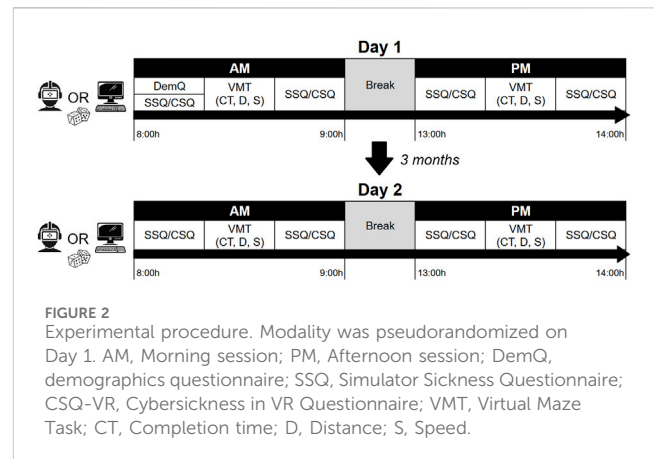 Day 1
AM PM
OR
DemQ
SSQ/CSQ
VMT
(CT, D, S)
SSQ/CSQ
Break
SSQ/CSQ
VMT
(CT, D, S)
SSQ/CSQ
8:00h 9:00h 13:00h 14:00h
3 months
Day 2
AM PM
OR
SSQ/CSQ
VMT
(CT, D, S)
SSQ/CSQ
Break
SSQ/CSQ
VMT
(CT, D, S)
SSQ/CSQ
8:00h 9:00h 13:00h 14:00h
FIGURE 2
Experimental procedure. Modality was pseudorandomized on
Day 1. AM, Morning session; PM, Afternoon session; DemQ,
demographics questionnaire; SSQ, Simulator Sickness Questionnaire;
CSQ-VR, Cybersickness in VR Questionnaire; VMT, Virtual Maze
Task; CT, Completion time; D, Distance; S, Speed.